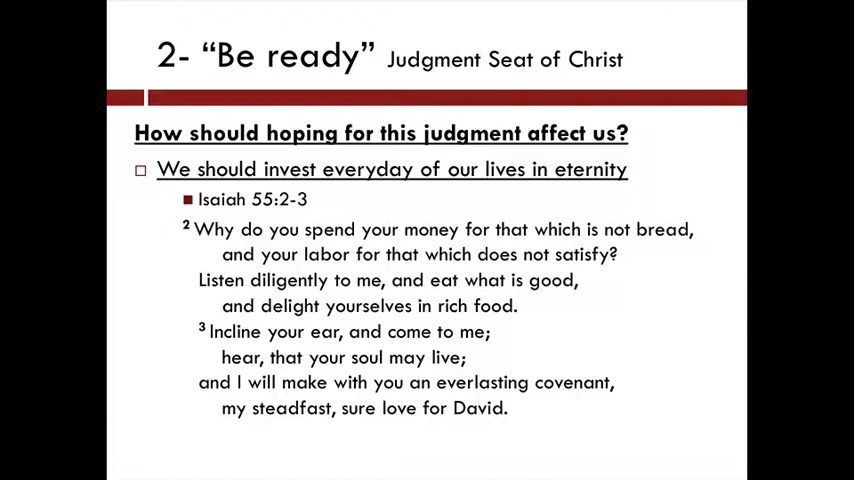 2- “Be ready” Judgment Seat of Christ
How should hoping for this judgment affect us?
We should invest everyday of our lives in eternity
Isaiah 55:2-3
2 Why do you spend your money for that which is not bread,
and your labor for that which does not satisfy?
Listen diligently to me, and eat what is good,
and delight yourselves in rich food.
3 Incline your ear, and come to me;
hear, that your soul may live;
and I will make with you an everlasting covenant,
my steadfast, sure love for David.